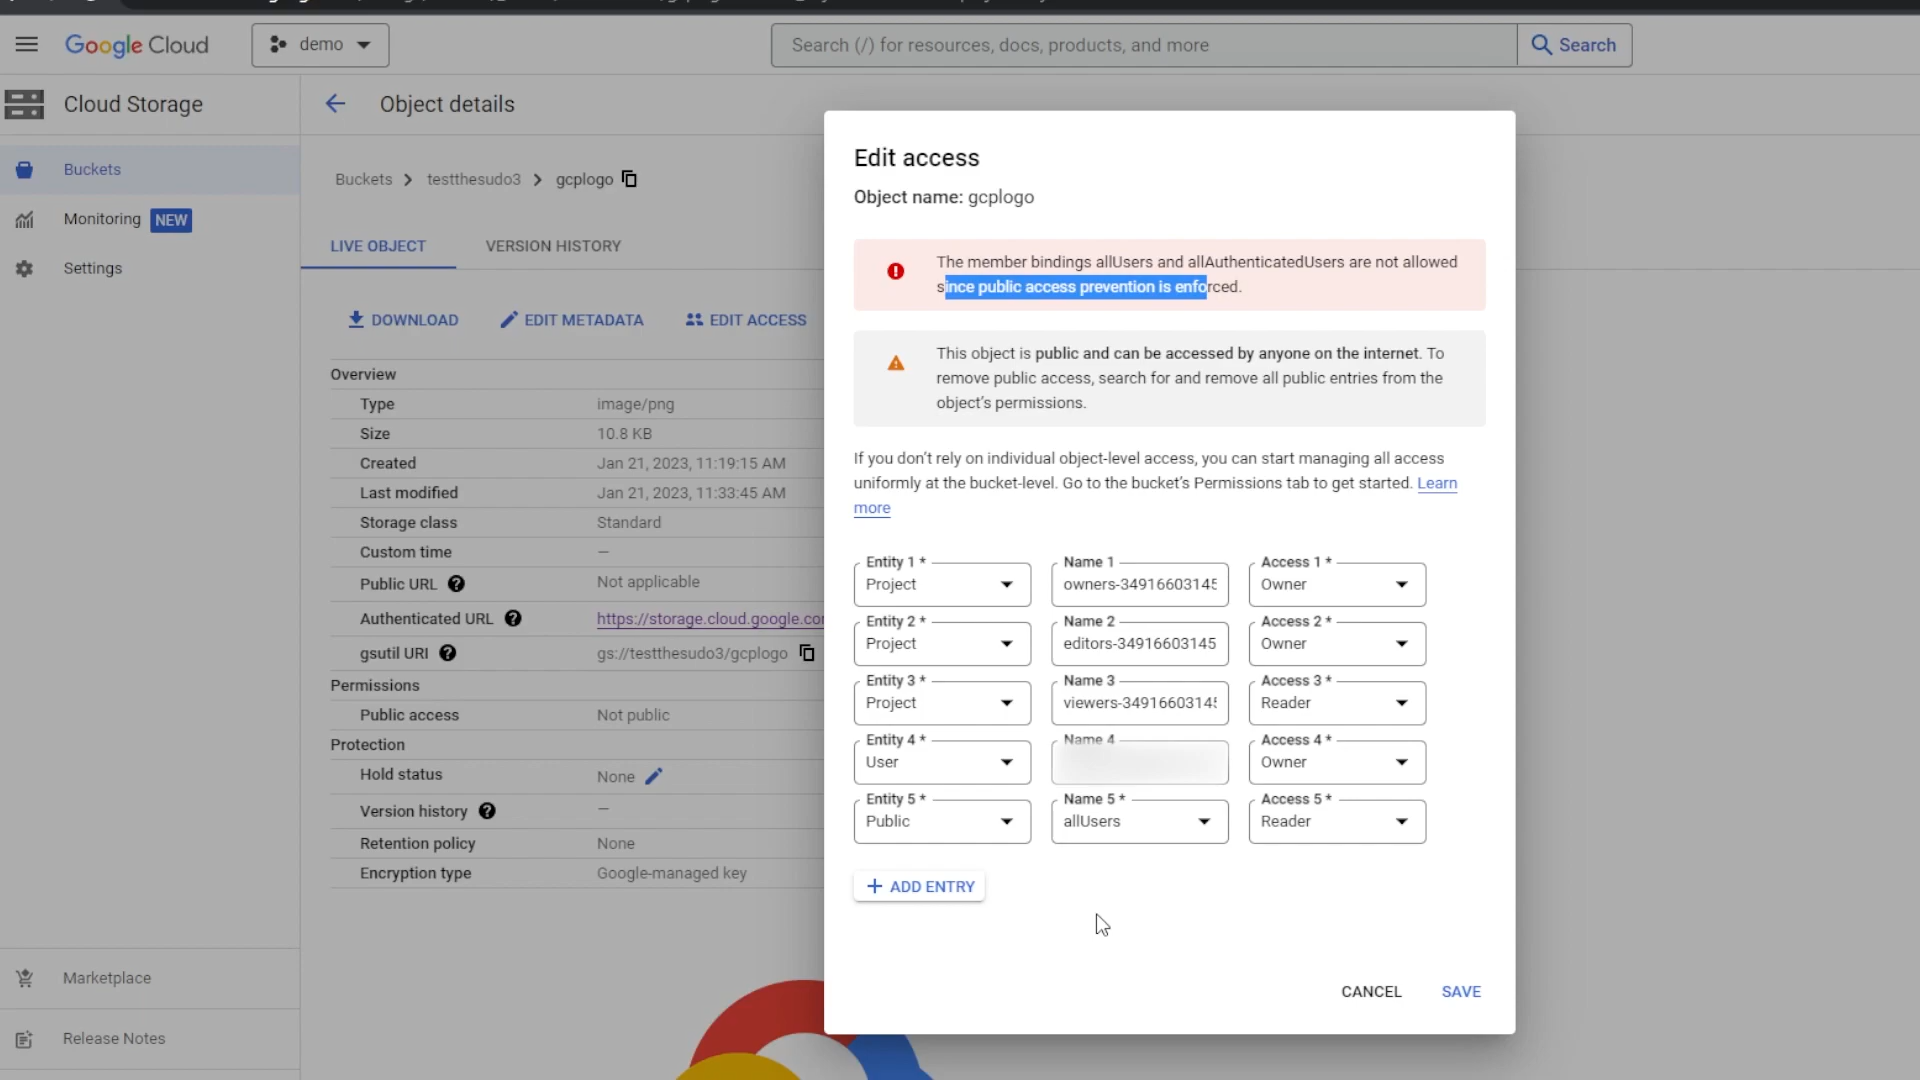 Google Cloud
demo
Search (/) for resources, docs, products, and more
Search
Cloud Storage
Object details
Buckets
Monitoring NEW
Settings
Marketplace
Release Notes
Buckets
testthesudo3
gcplogo
LIVE OBJECT
VERSION HISTORY
DOWNLOAD
EDIT METADATA
EDIT ACCESS
Overview
Type image/png
Size 10.8 KB
Created Jan 21, 2023, 11:19:15 AM
Last modified Jan 21, 2023, 11:33:45 AM
Storage class Standard
Custom time —
Public URL Not applicable
Authenticated URL https://storage.cloud.google.co
gsutil URI gs://testthesudo3/gcplogo
Permissions
Public access Not public
Protection
Hold status None
Version history —
Retention policy None
Encryption type Google-managed key
Edit access
Object name: gcplogo
The member bindings allUsers and allAuthenticatedUsers are not allowed
since public access prevention is enforced.
This object is public and can be accessed by anyone on the internet. To
remove public access, search for and remove all public entries from the
object's permissions.
If you don't rely on individual object-level access, you can start managing all access
uniformly at the bucket-level. Go to the bucket's Permissions tab to get started. Learn
more
Entity 1 * Name 1 Access 1 *
Project owners-34916603145 Owner
Entity 2 * Name 2 Access 2 *
Project editors-34916603145 Owner
Entity 3 * Name 3 Access 3 *
Project viewers-34916603145 Reader
Entity 4 * Name 4 Access 4 *
User Owner
Entity 5 * Name 5 * Access 5 *
Public allUsers Reader
+ ADD ENTRY
CANCEL
SAVE